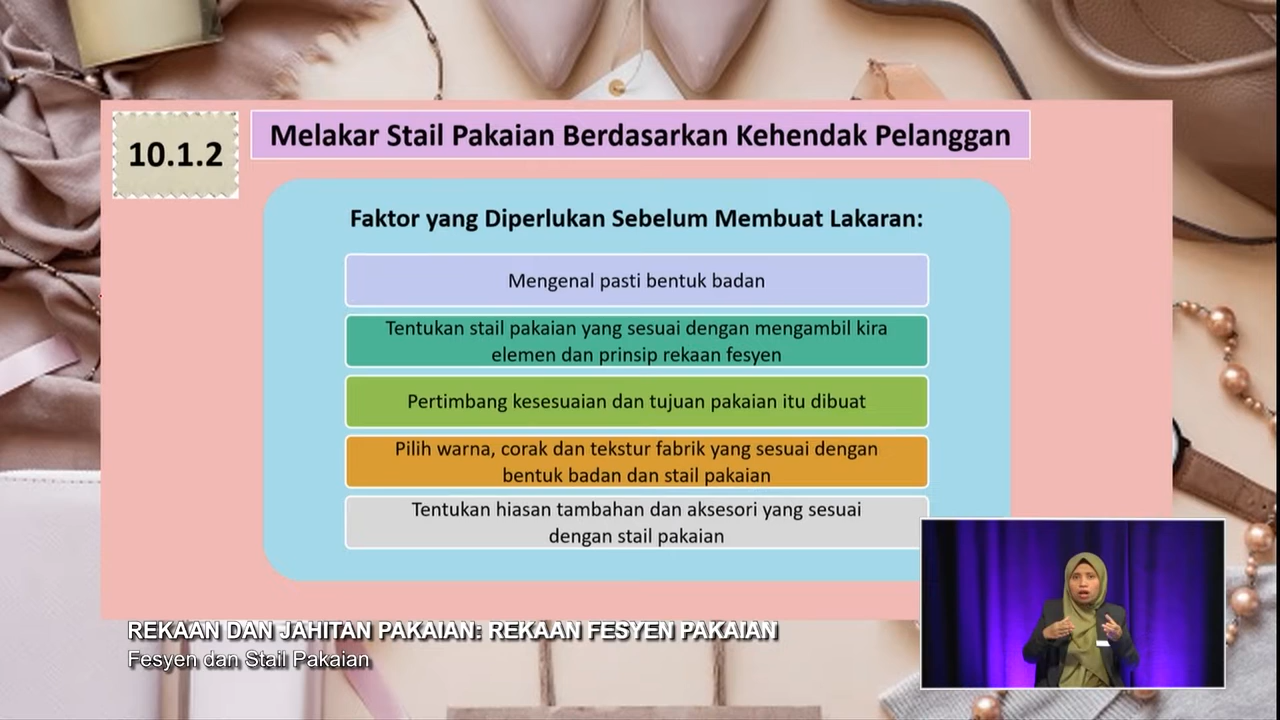 10.1.2
Melakar Stail Pakaian Berdasarkan Kehendak Pelanggan
Faktor yang Diperlukan Sebelum Membuat Lakaran:
Mengenal pasti bentuk badan
Tentukan stail pakaian yang sesuai dengan mengambil kira
elemen dan prinsip rekaan fesyen
Pertimbang kesesuaian dan tujuan pakaian itu dibuat
Pilih warna, corak dan tekstur fabrik yang sesuai dengan
bentuk badan dan stail pakaian
Tentukan hiasan tambahan dan aksesori yang sesuai
dengan stail pakaian
REKAAN DAN JAHITAN PAKAIAN: REKAAN FESYEN PAKAIAN
Fesyen dan Stail Pakaian